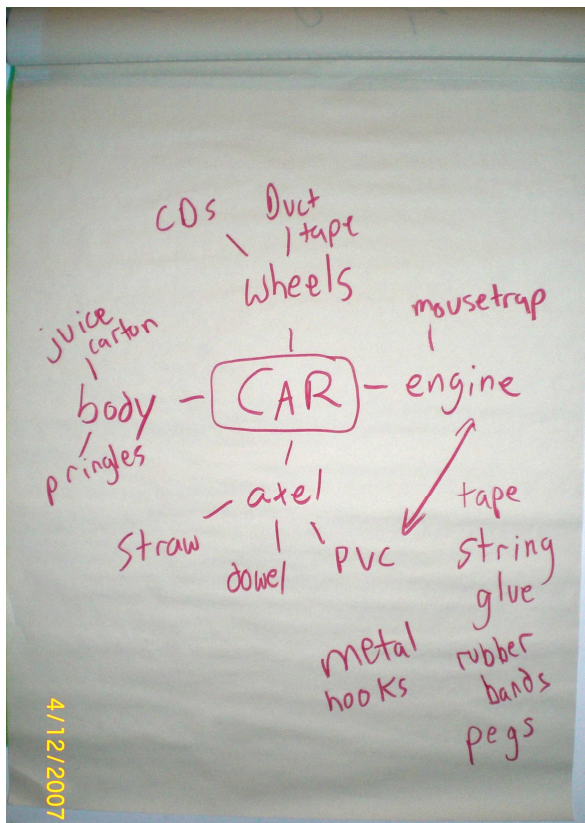 CDs
Duct
tape
wheels
mousetrap
juice
carton
body
CAR
engine
pringles
axel
straw
dowel
PVC
tape
string
glue
metal
hooks
rubber
bands
pegs
4/12/2007